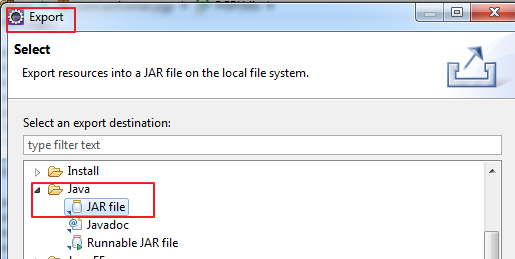 Export
Select
Export resources into a JAR file on the local file system.
Select an export destination:
type filter text
Install
Java
JAR file
Javadoc
Runnable JAR file